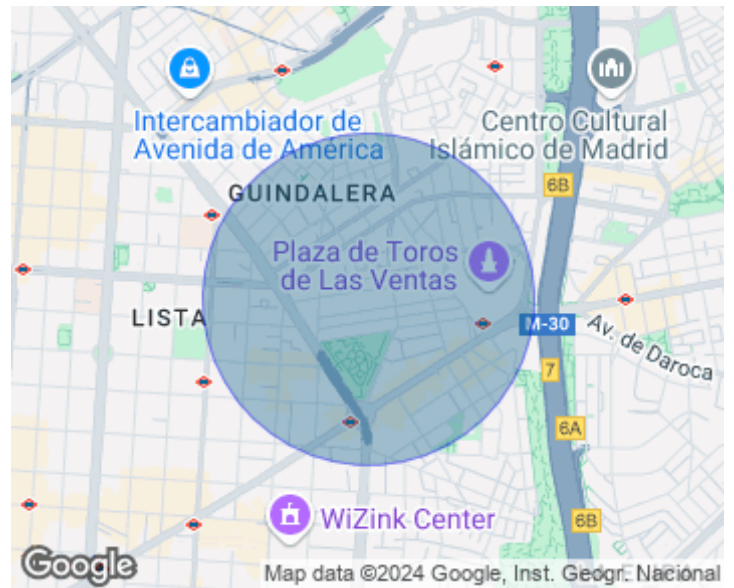 Intercambiador de
Avenida de América
Centro Cultural
Islámico de Madrid
6B
GUINDALERA
Plaza de Toros
de Las Ventas
LISTA
M-30
Av. de Daroca
7
6A
WiZink Center
6B
Google
Map data ©2024 Google, Inst. Geogr. Nacional